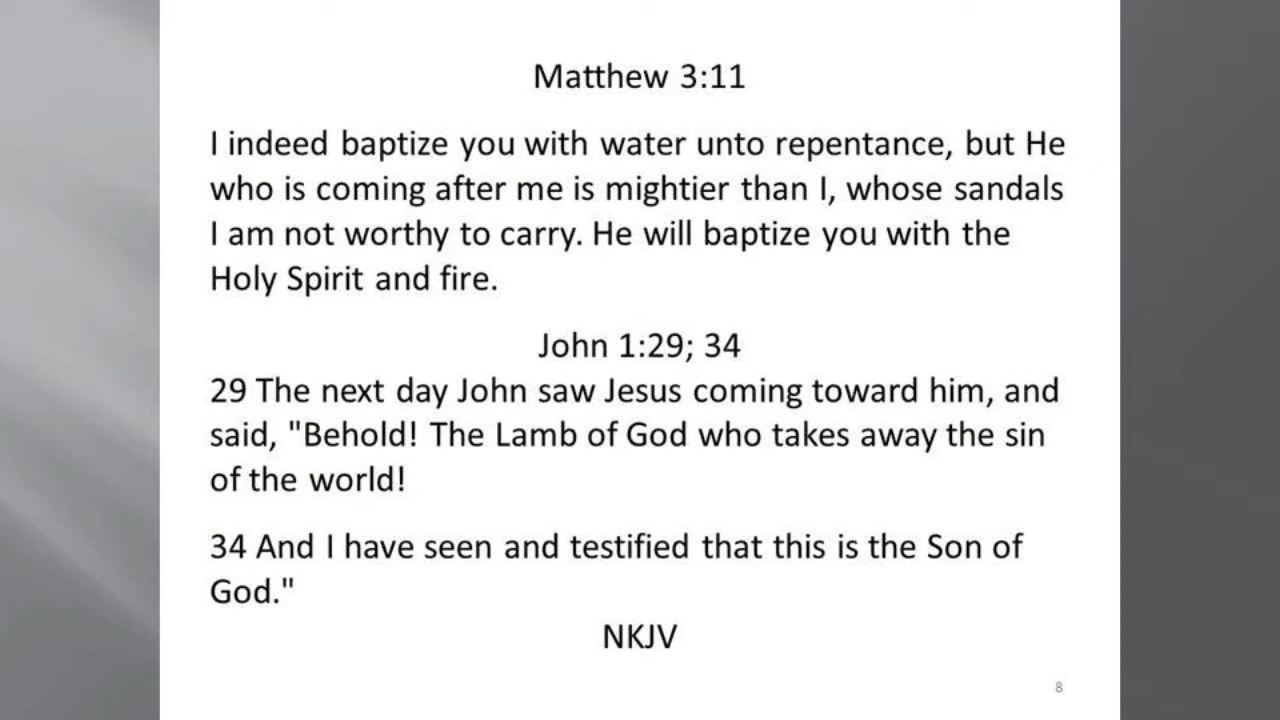 Matthew 3:11
I indeed baptize you with water unto repentance, but He
who is coming after me is mightier than I, whose sandals
I am not worthy to carry. He will baptize you with the
Holy Spirit and fire.
John 1:29; 34
29 The next day John saw Jesus coming toward him, and
said, "Behold! The Lamb of God who takes away the sin
of the world!
34 And I have seen and testified that this is the Son of
God."
NKJV
8